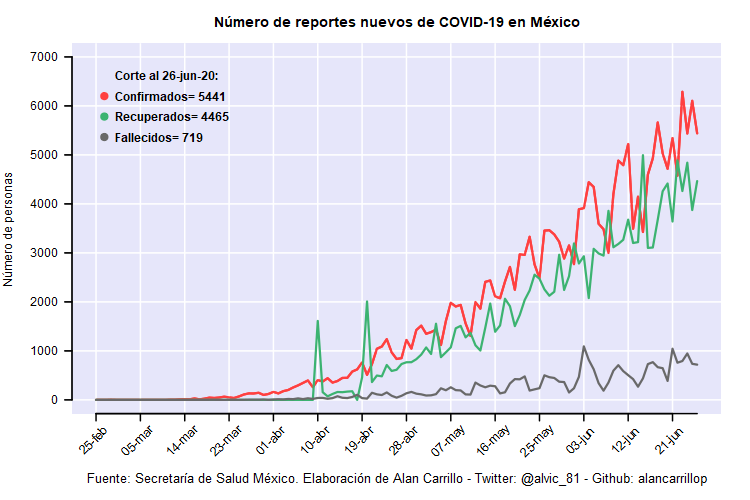 Número de reportes nuevos de COVID-19 en México
Corte al 26-jun-20:
Confirmados= 5441
Recuperados= 4465
Fallecidos= 719
Número de personas
7000
6000
5000
4000
3000
2000
1000
0
25-feb
05-mar
14-mar
23-mar
01-abr
10-abr
19-abr
28-abr
07-may
16-may
25-may
03-jun
12-jun
21-jun
Fuente: Secretaría de Salud México. Elaboración de Alan Carrillo - Twitter: @alvic_81 - Github: alancarrillop